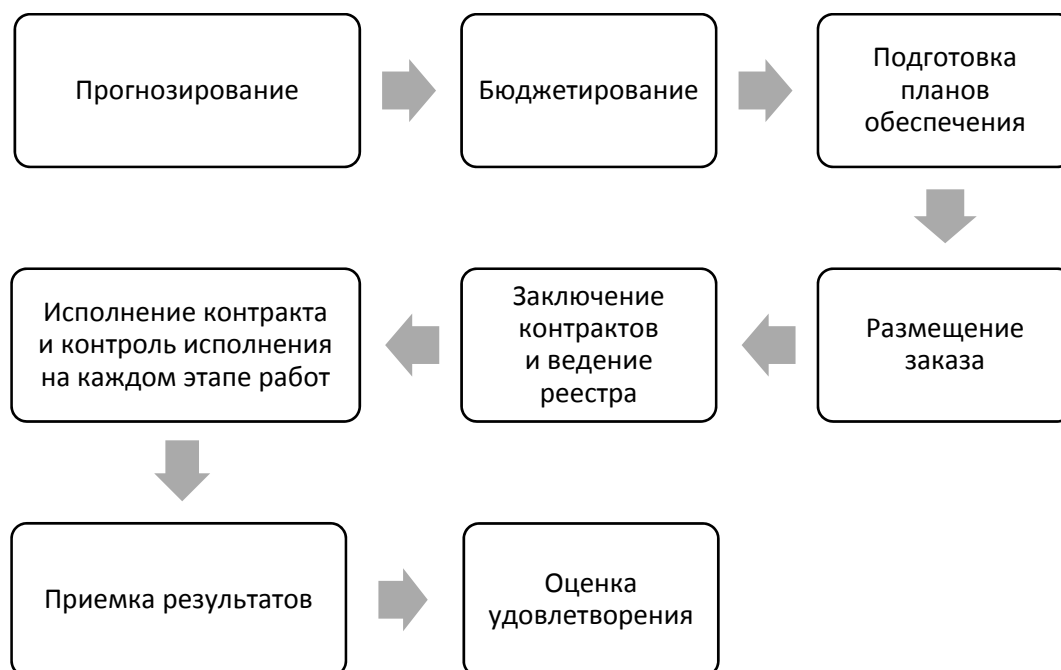 Прогнозирование
Бюджетирование
Подготовка
планов
обеспечения
Размещение
заказа
Заключение
контрактов
и ведение
реестра
Исполнение контракта
и контроль исполнения
на каждом этапе работ
Приемка результатов
Оценка
удовлетворения